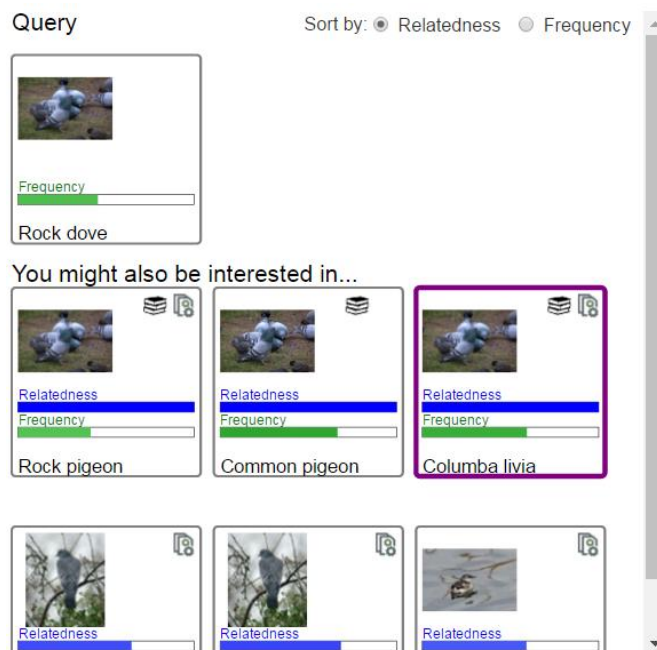 Query Sort by: Relatedness Frequency
Frequency
Rock dove
You might also be interested in...
Relatedness Relatedness Relatedness
Frequency Frequency Frequency
Rock pigeon Common pigeon Columba livia
Relatedness Relatedness Relatedness